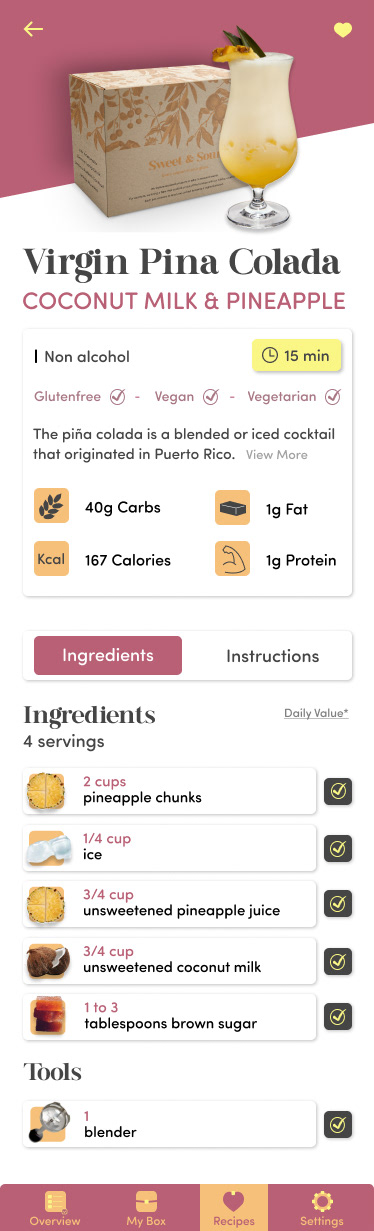 Sweet & Sour
Virgin Pina Colada
COCONUT MILK & PINEAPPLE
Non alcohol
15 min
Glutenfree - Vegan - Vegetarian
The piña colada is a blended or iced cocktail
that originated in Puerto Rico. View More
40g Carbs
1g Fat
Kcal
167 Calories
1g Protein
Ingredients
Instructions
Ingredients
Daily Value*
4 servings
2 cups
pineapple chunks
1/4 cup
ice
3/4 cup
unsweetened pineapple juice
3/4 cup
unsweetened coconut milk
1 to 3
tablespoons brown sugar
Tools
1
blender
Overview
My Box
Recipes
Settings